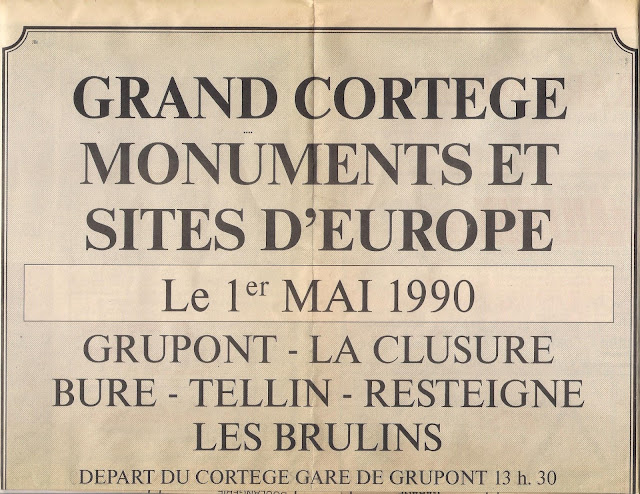 GRAND CORTEGE
MONUMENTS ET
SITES D'EUROPE
Le 1er MAI 1990
GRUPONT - LA CLUSURE
BURE - TELLIN - RESTEIGNE
LES BRULINS
DEPART DU CORTEGE GARE DE GRUPONT 13 h. 30